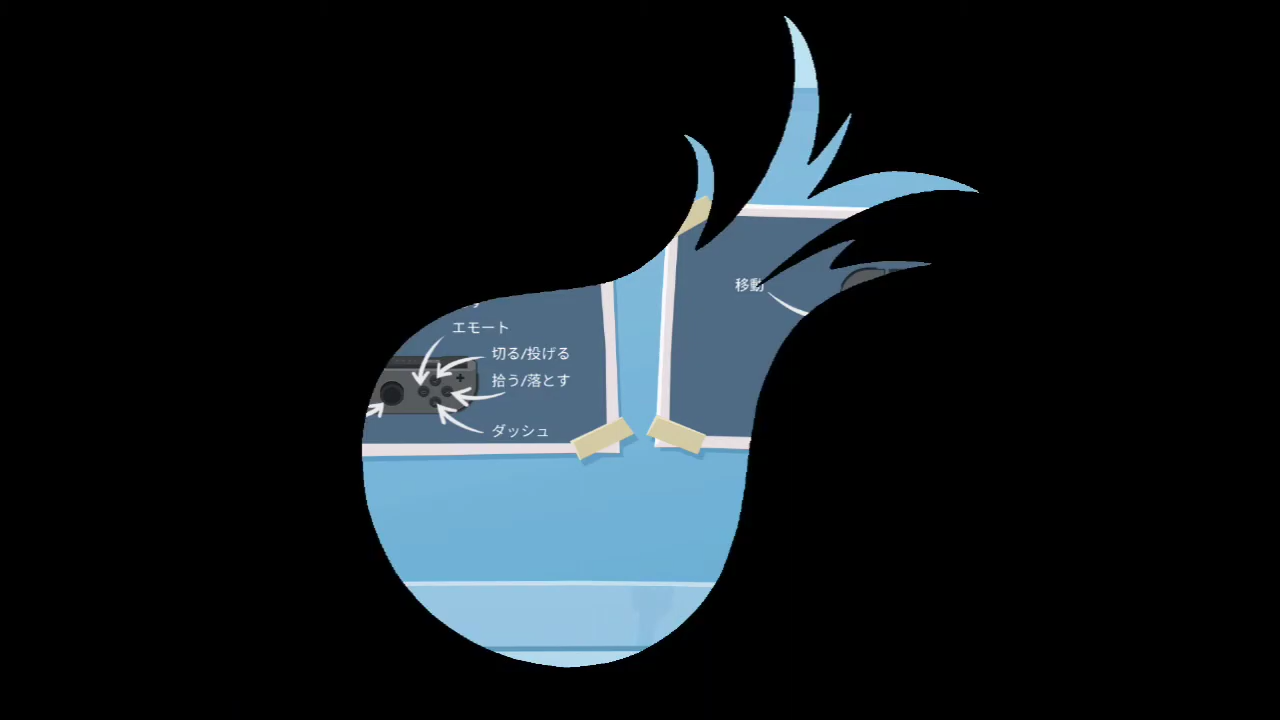 エモート
切る/投げる
拾う/落とす
ダッシュ
移動